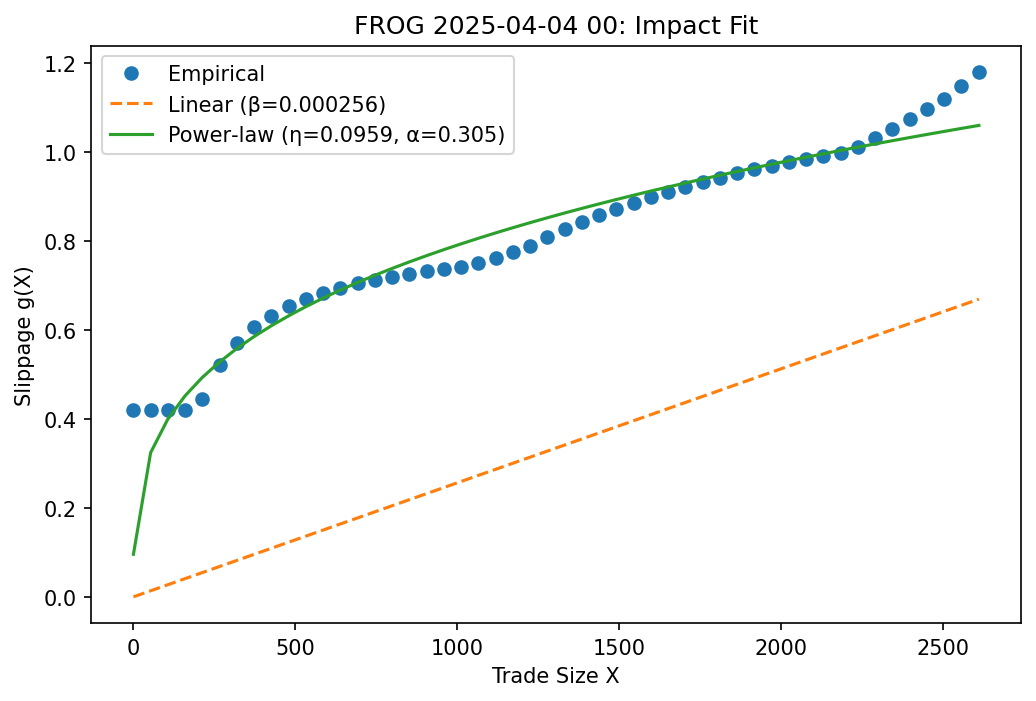 FROG 2025-04-04 00: Impact Fit
Empirical
Linear (β=0.000256)
Power-law (η=0.0959, α=0.305)
Slippage g(X)
1.2
1.0
0.8
0.6
0.4
0.2
0.0
0 500 1000 1500 2000 2500
Trade Size X